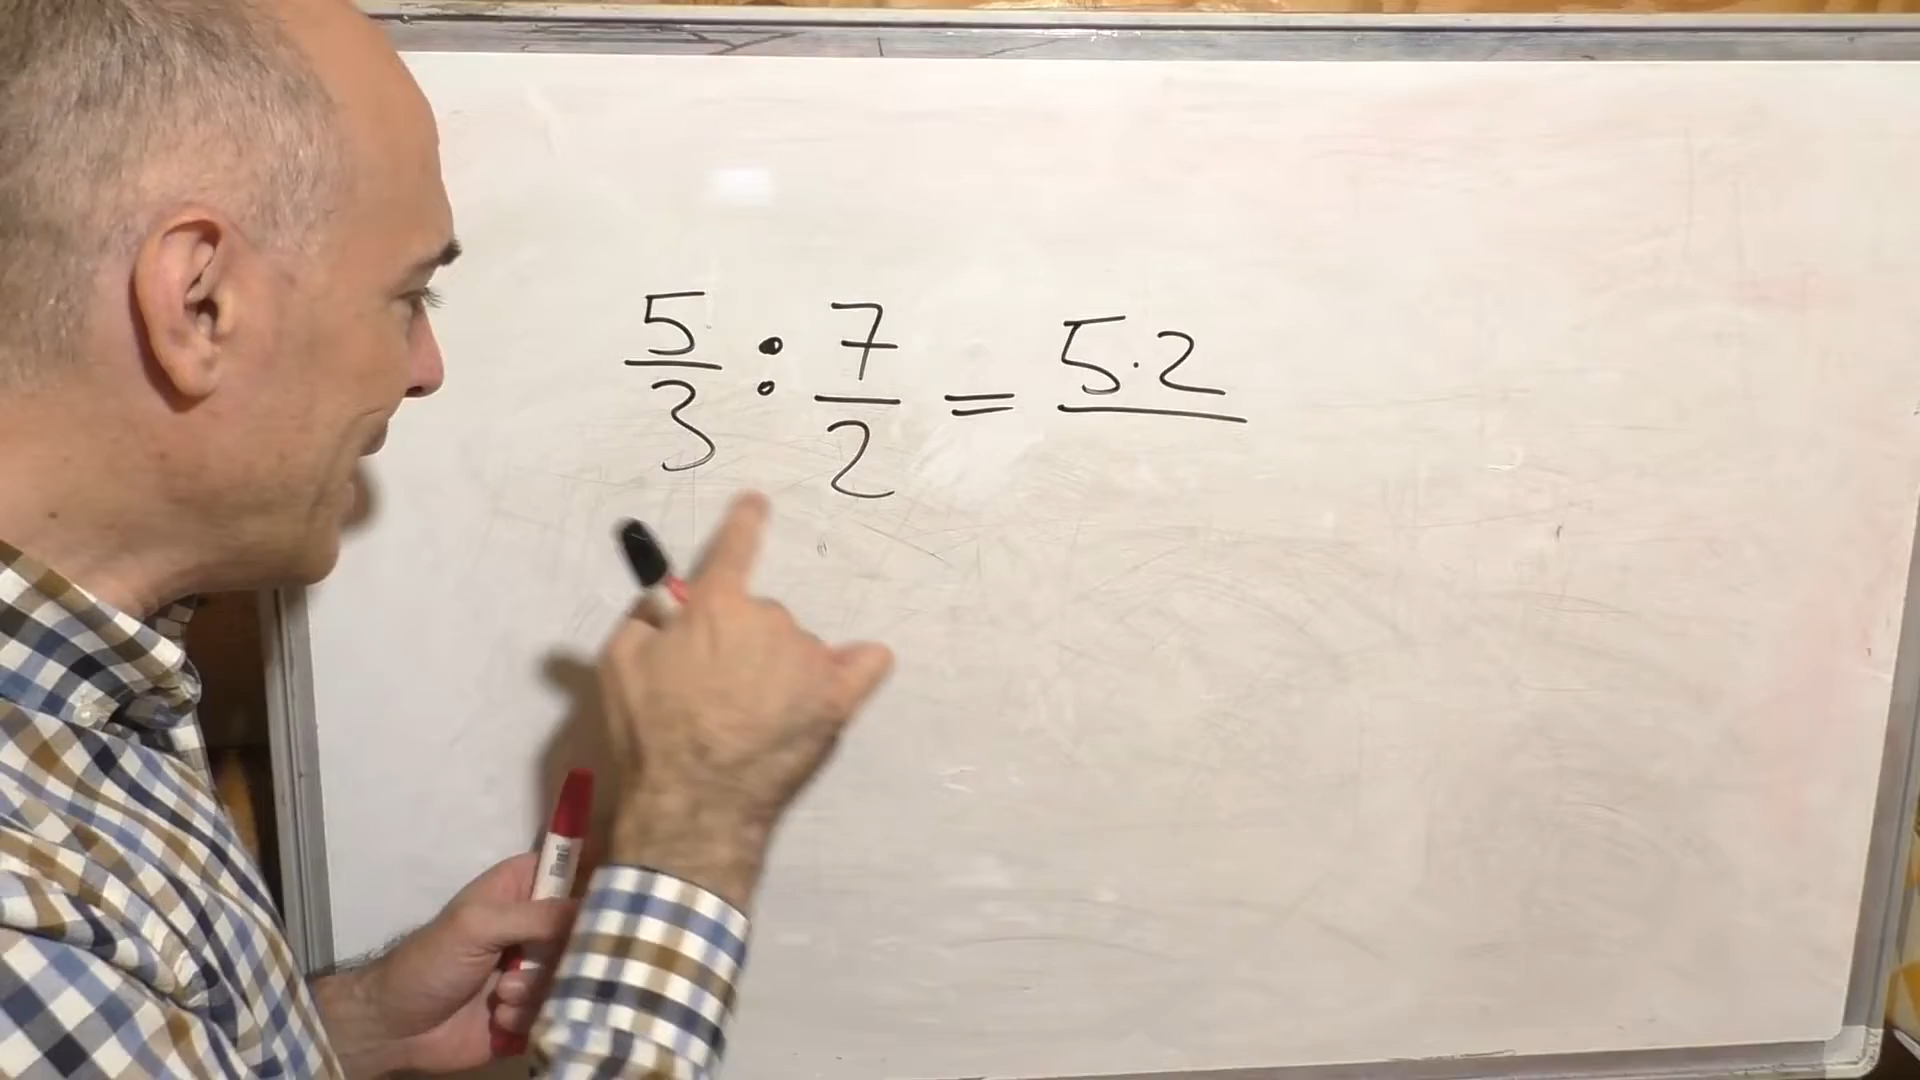 5/3 : 7/2 = 5·2/